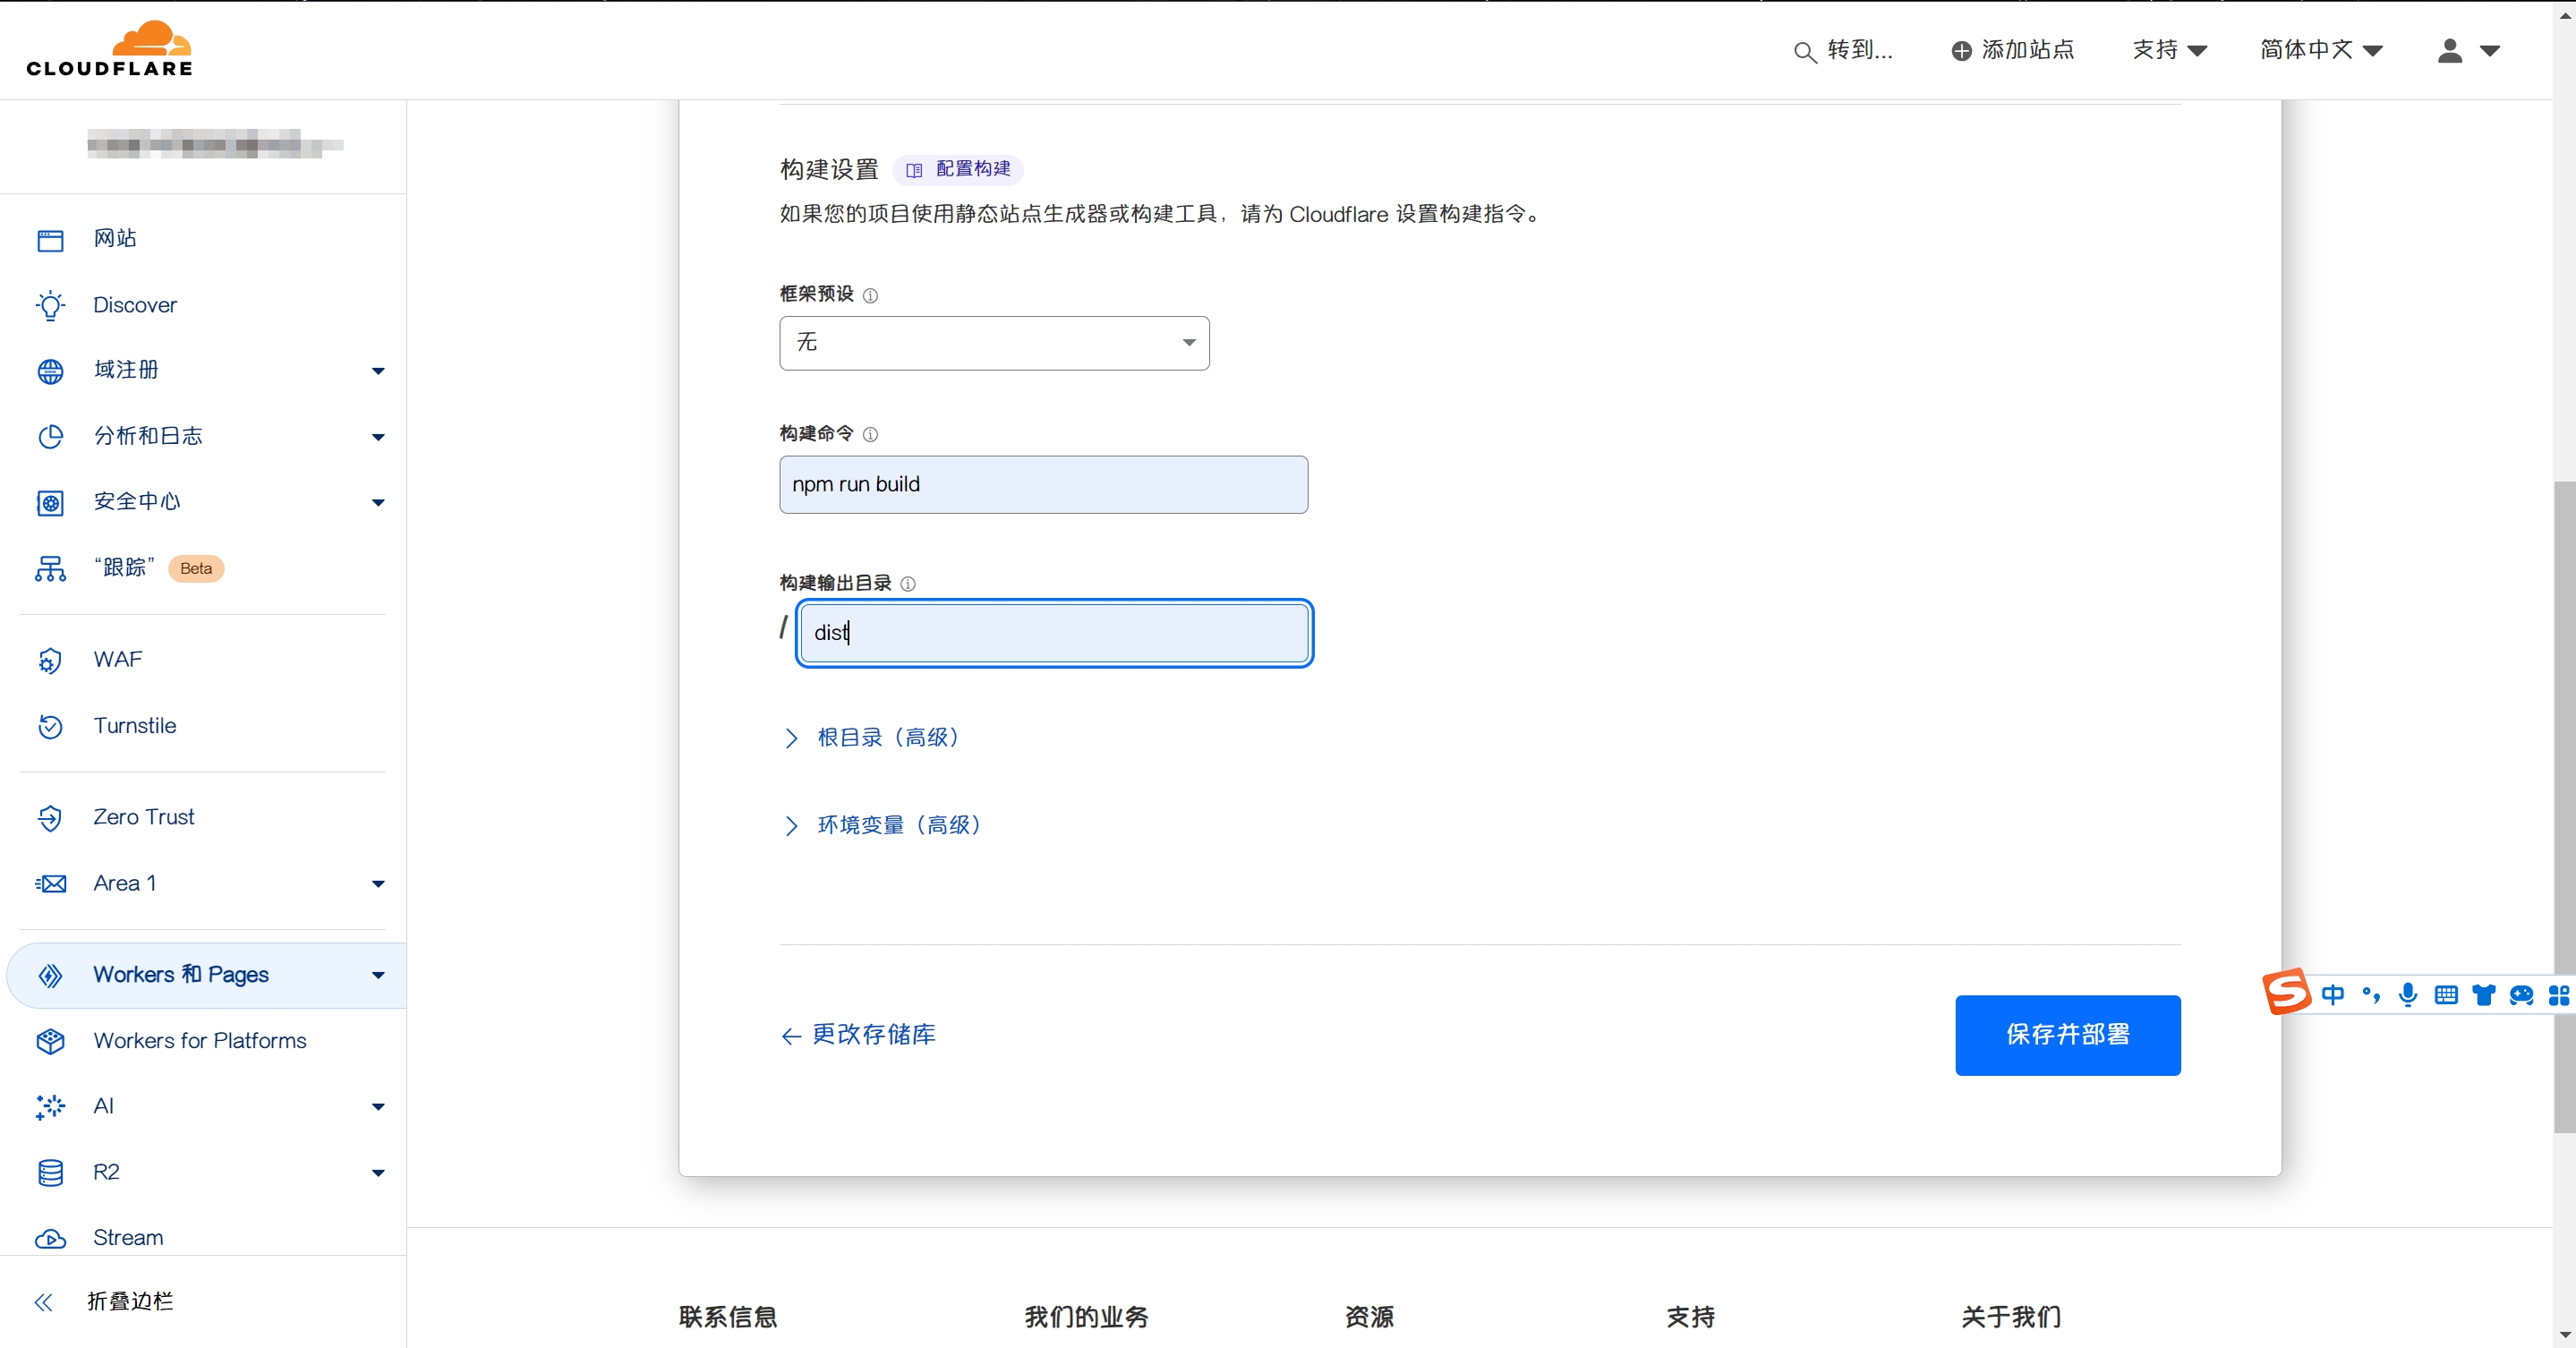 CLOUDFLARE
转到...
添加站点
支持
简体中文
网站
Discover
域注册
分析和日志
安全中心
“跟踪” Beta
WAF
Turnstile
Zero Trust
Area 1
Workers 和 Pages
Workers for Platforms
AI
R2
Stream
折叠边栏
构建设置 配置构建
如果您的项目使用静态站点生成器或构建工具，请为 Cloudflare 设置构建指令。
框架预设
无
构建命令
npm run build
构建输出目录
/ dist
根目录（高级）
环境变量（高级）
更改存储库
保存并部署
S 中
联系信息
我们的业务
资源
支持
关于我们